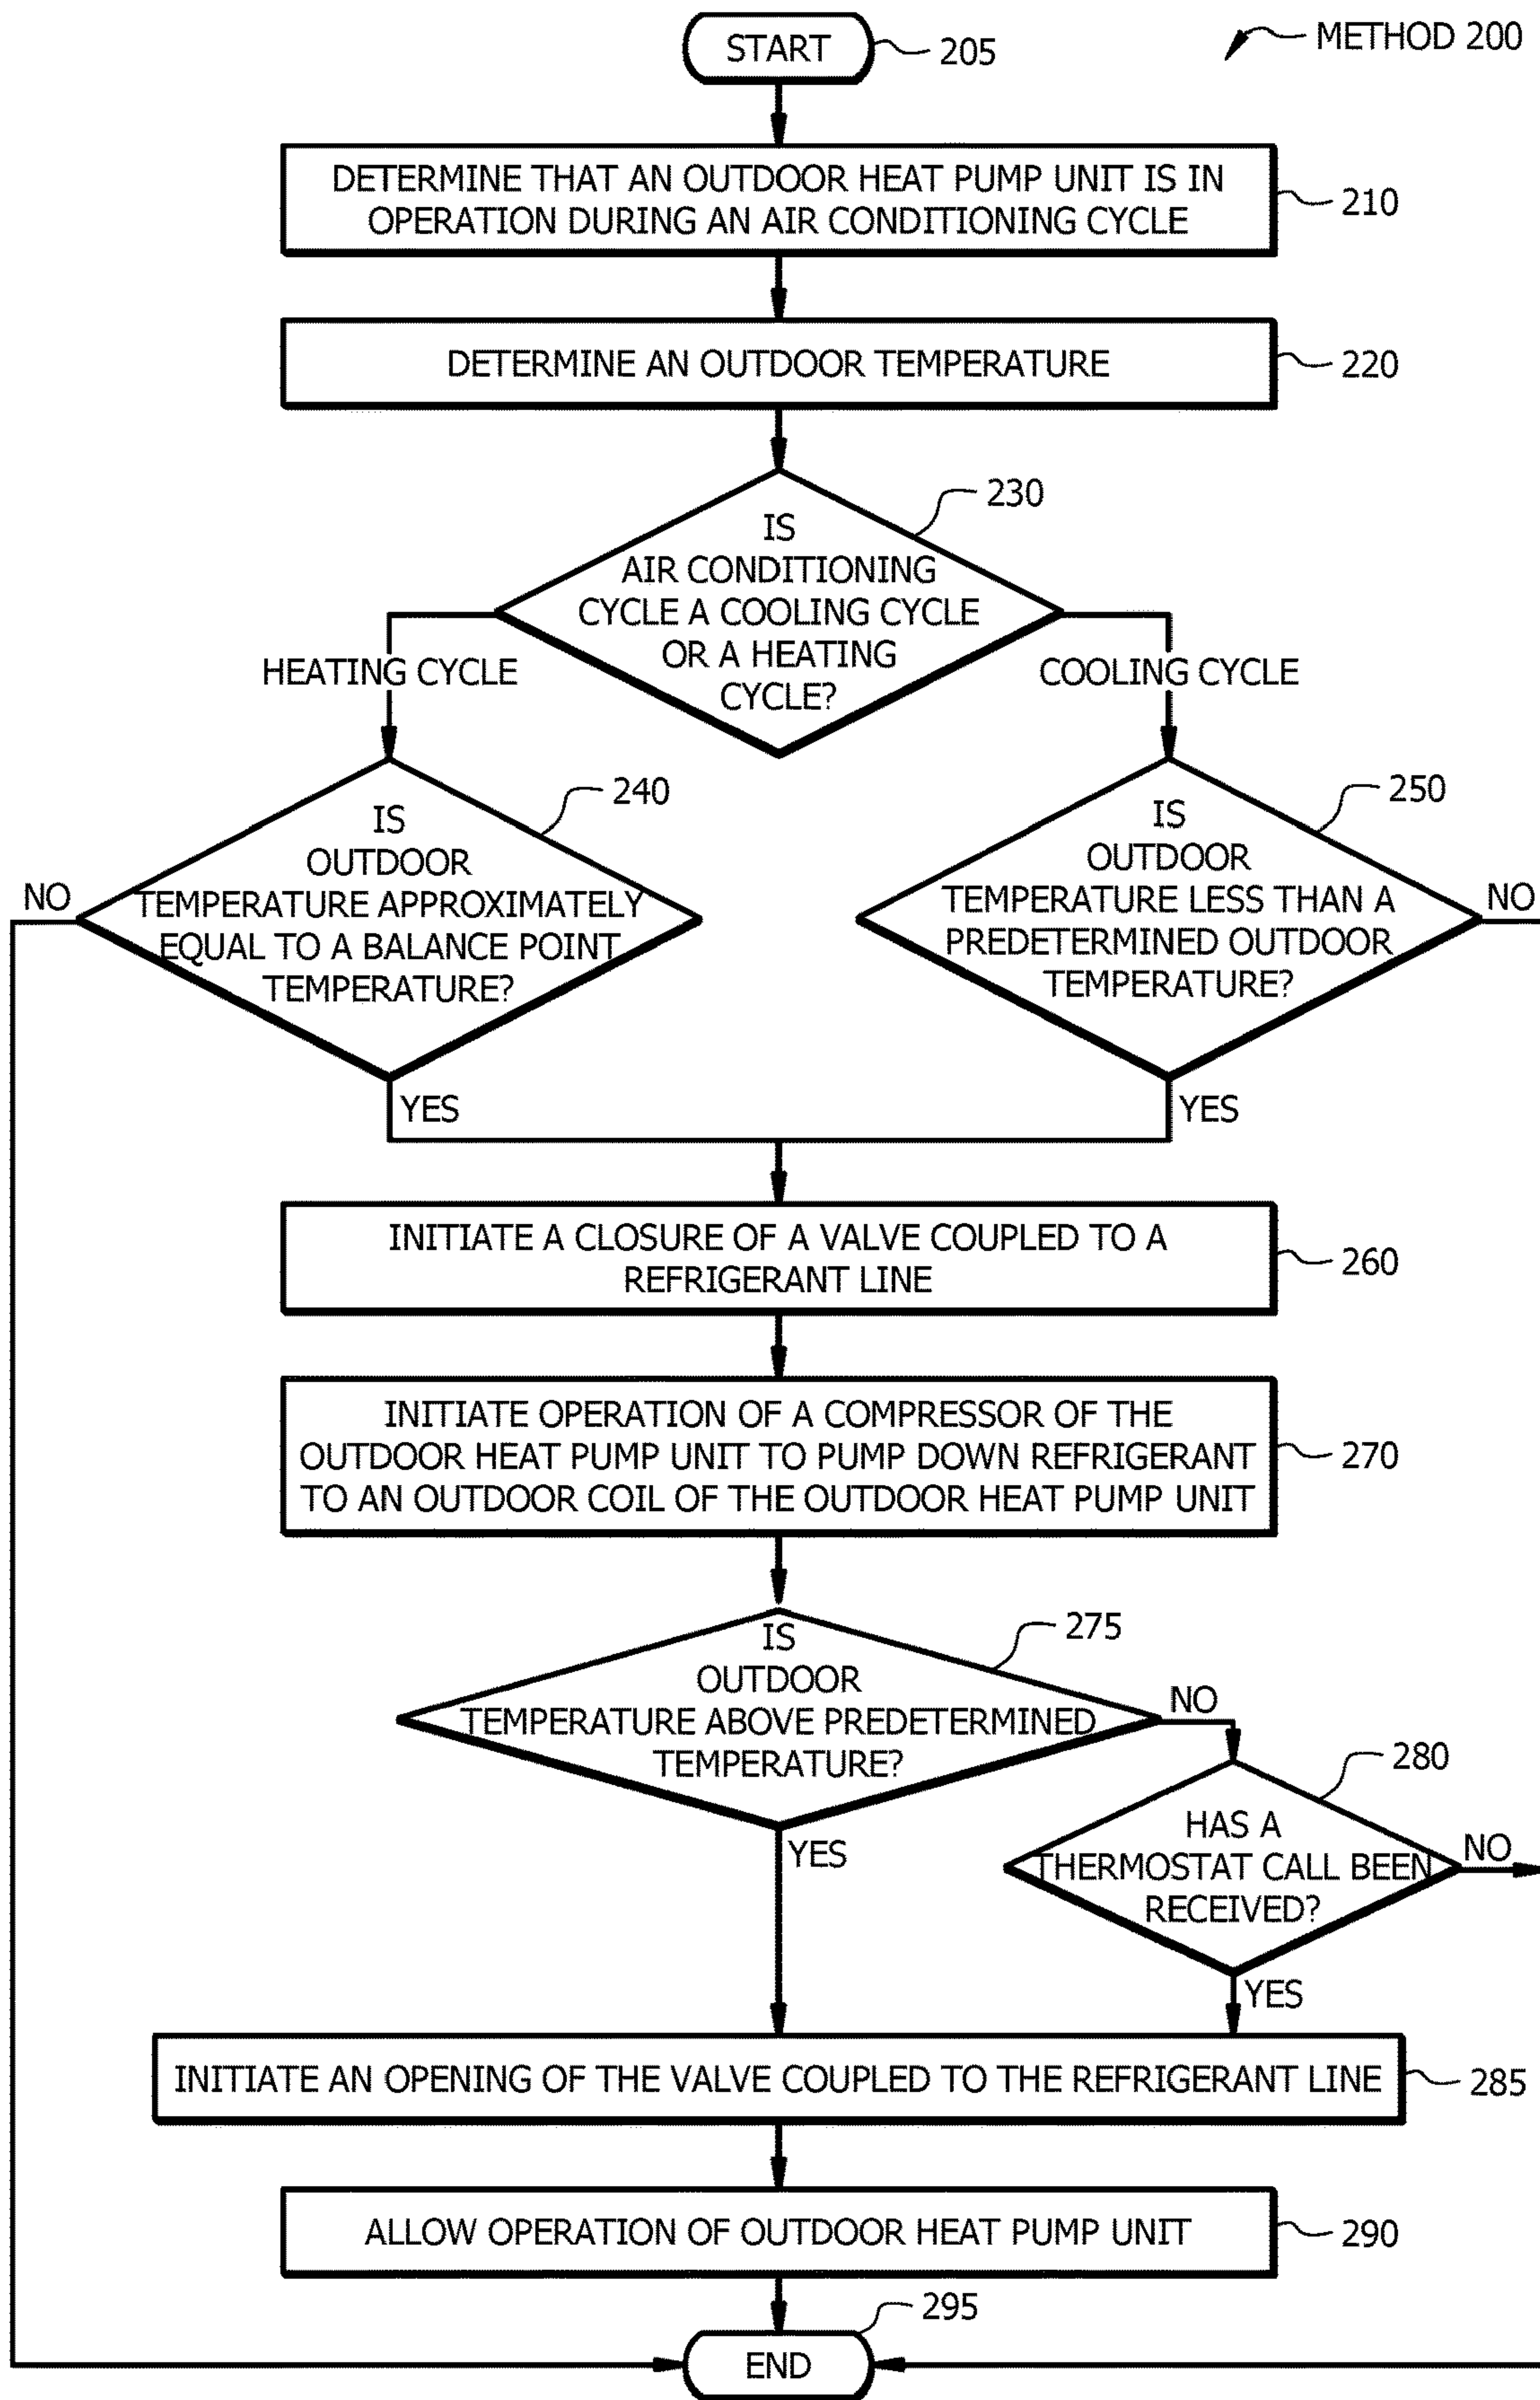 METHOD 200
START
205
DETERMINE THAT AN OUTDOOR HEAT PUMP UNIT IS IN
OPERATION DURING AN AIR CONDITIONING CYCLE
210
DETERMINE AN OUTDOOR TEMPERATURE
220
230
IS
AIR CONDITIONING
CYCLE A COOLING CYCLE
OR A HEATING
CYCLE?
HEATING CYCLE
COOLING CYCLE
240
IS
OUTDOOR
TEMPERATURE APPROXIMATELY
EQUAL TO A BALANCE POINT
TEMPERATURE?
NO
YES
250
IS
OUTDOOR
TEMPERATURE LESS THAN A
PREDETERMINED OUTDOOR
TEMPERATURE?
NO
YES
INITIATE A CLOSURE OF A VALVE COUPLED TO A
REFRIGERANT LINE
260
INITIATE OPERATION OF A COMPRESSOR OF THE
OUTDOOR HEAT PUMP UNIT TO PUMP DOWN REFRIGERANT
TO AN OUTDOOR COIL OF THE OUTDOOR HEAT PUMP UNIT
270
275
IS
OUTDOOR
TEMPERATURE ABOVE PREDETERMINED
TEMPERATURE?
NO
YES
280
HAS A
THERMOSTAT CALL BEEN
RECEIVED?
NO
YES
INITIATE AN OPENING OF THE VALVE COUPLED TO THE REFRIGERANT LINE
285
ALLOW OPERATION OF OUTDOOR HEAT PUMP UNIT
290
295
END